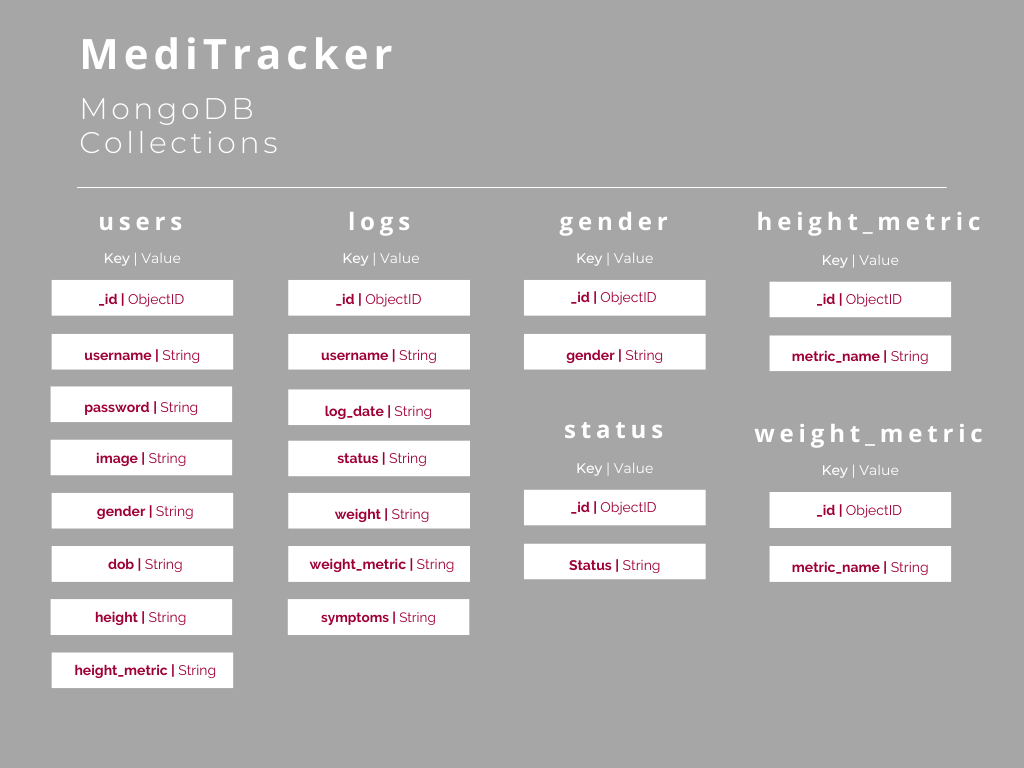 MediTracker
MongoDB
Collections
users
Key | Value
_id | ObjectID
username | String
password | String
image | String
gender | String
dob | String
height | String
height_metric | String
logs
Key | Value
_id | ObjectID
username | String
log_date | String
status | String
weight | String
weight_metric | String
symptoms | String
gender
Key | Value
_id | ObjectID
gender | String
status
Key | Value
_id | ObjectID
Status | String
height_metric
Key | Value
_id | ObjectID
metric_name | String
weight_metric
Key | Value
_id | ObjectID
metric_name | String